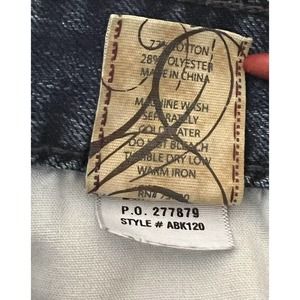 COTTON
28% POLYESTER
MADE IN CHINA
MACHINE WASH
SEPARATELY
COLD WATER
DO NOT BLEACH
TUMBLE DRY LOW
WARM IRON
RN#
P.O. 277879
STYLE # ABK120